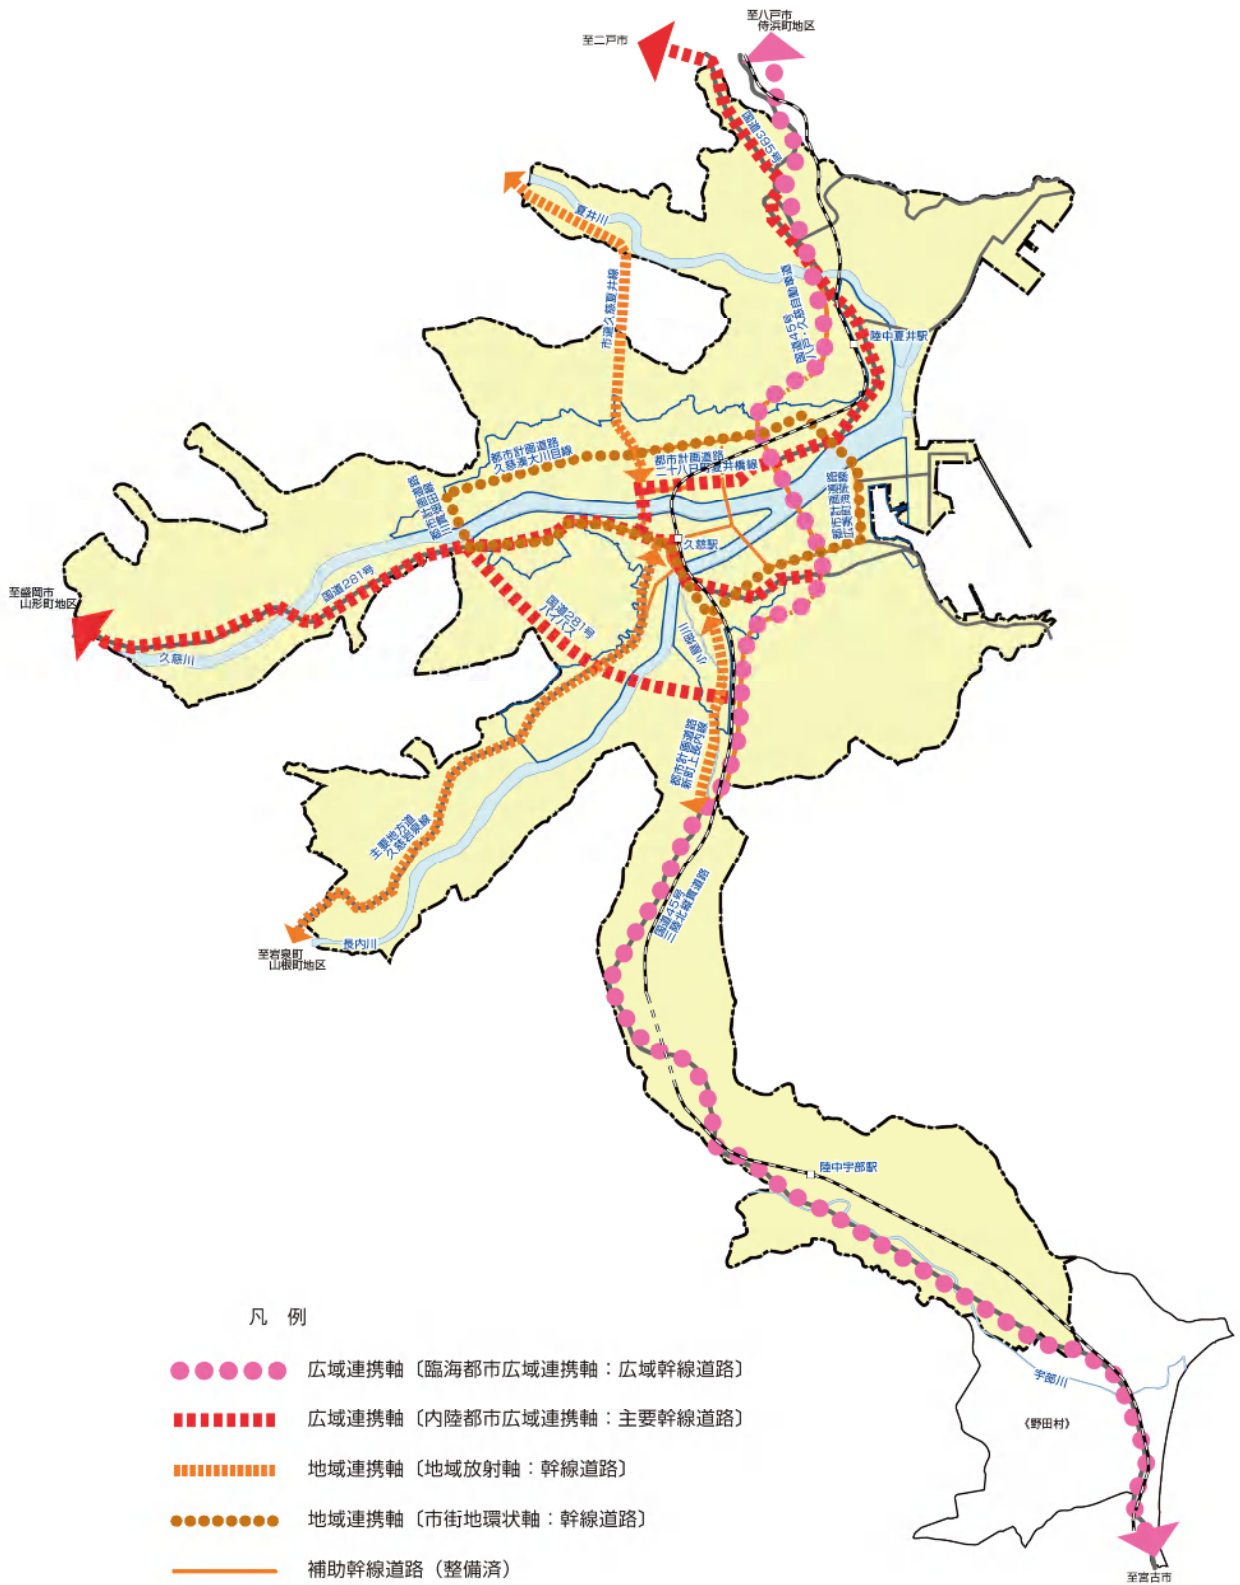 至八戸市
侍浜町地区
至二戸市
国道395号
夏井川
市道久慈夏井線
国道45号
八戸・久慈自動車道
陸中夏井駅
都市計画道路
久慈湊大川目線
都市計画道路
二十八日町夏井橋線
都市計画道路
川貫畑田線
都市計画道路
広美町海岸線
久慈駅
至盛岡市
山形町地区
国道281号
久慈川
国道281号
バイパス
小屋畑川
都市計画道路
新町上長内線
主要地方道
久慈岩泉線
国道45号
三陸北縦貫道路
長内川
至岩泉町
山根町地区
陸中宇部駅
宇部川
《野田村》
至宮古市
凡 例
広域連携軸〔臨海都市広域連携軸：広域幹線道路〕
広域連携軸〔内陸都市広域連携軸：主要幹線道路〕
地域連携軸〔地域放射軸：幹線道路〕
地域連携軸〔市街地環状軸：幹線道路〕
補助幹線道路（整備済）